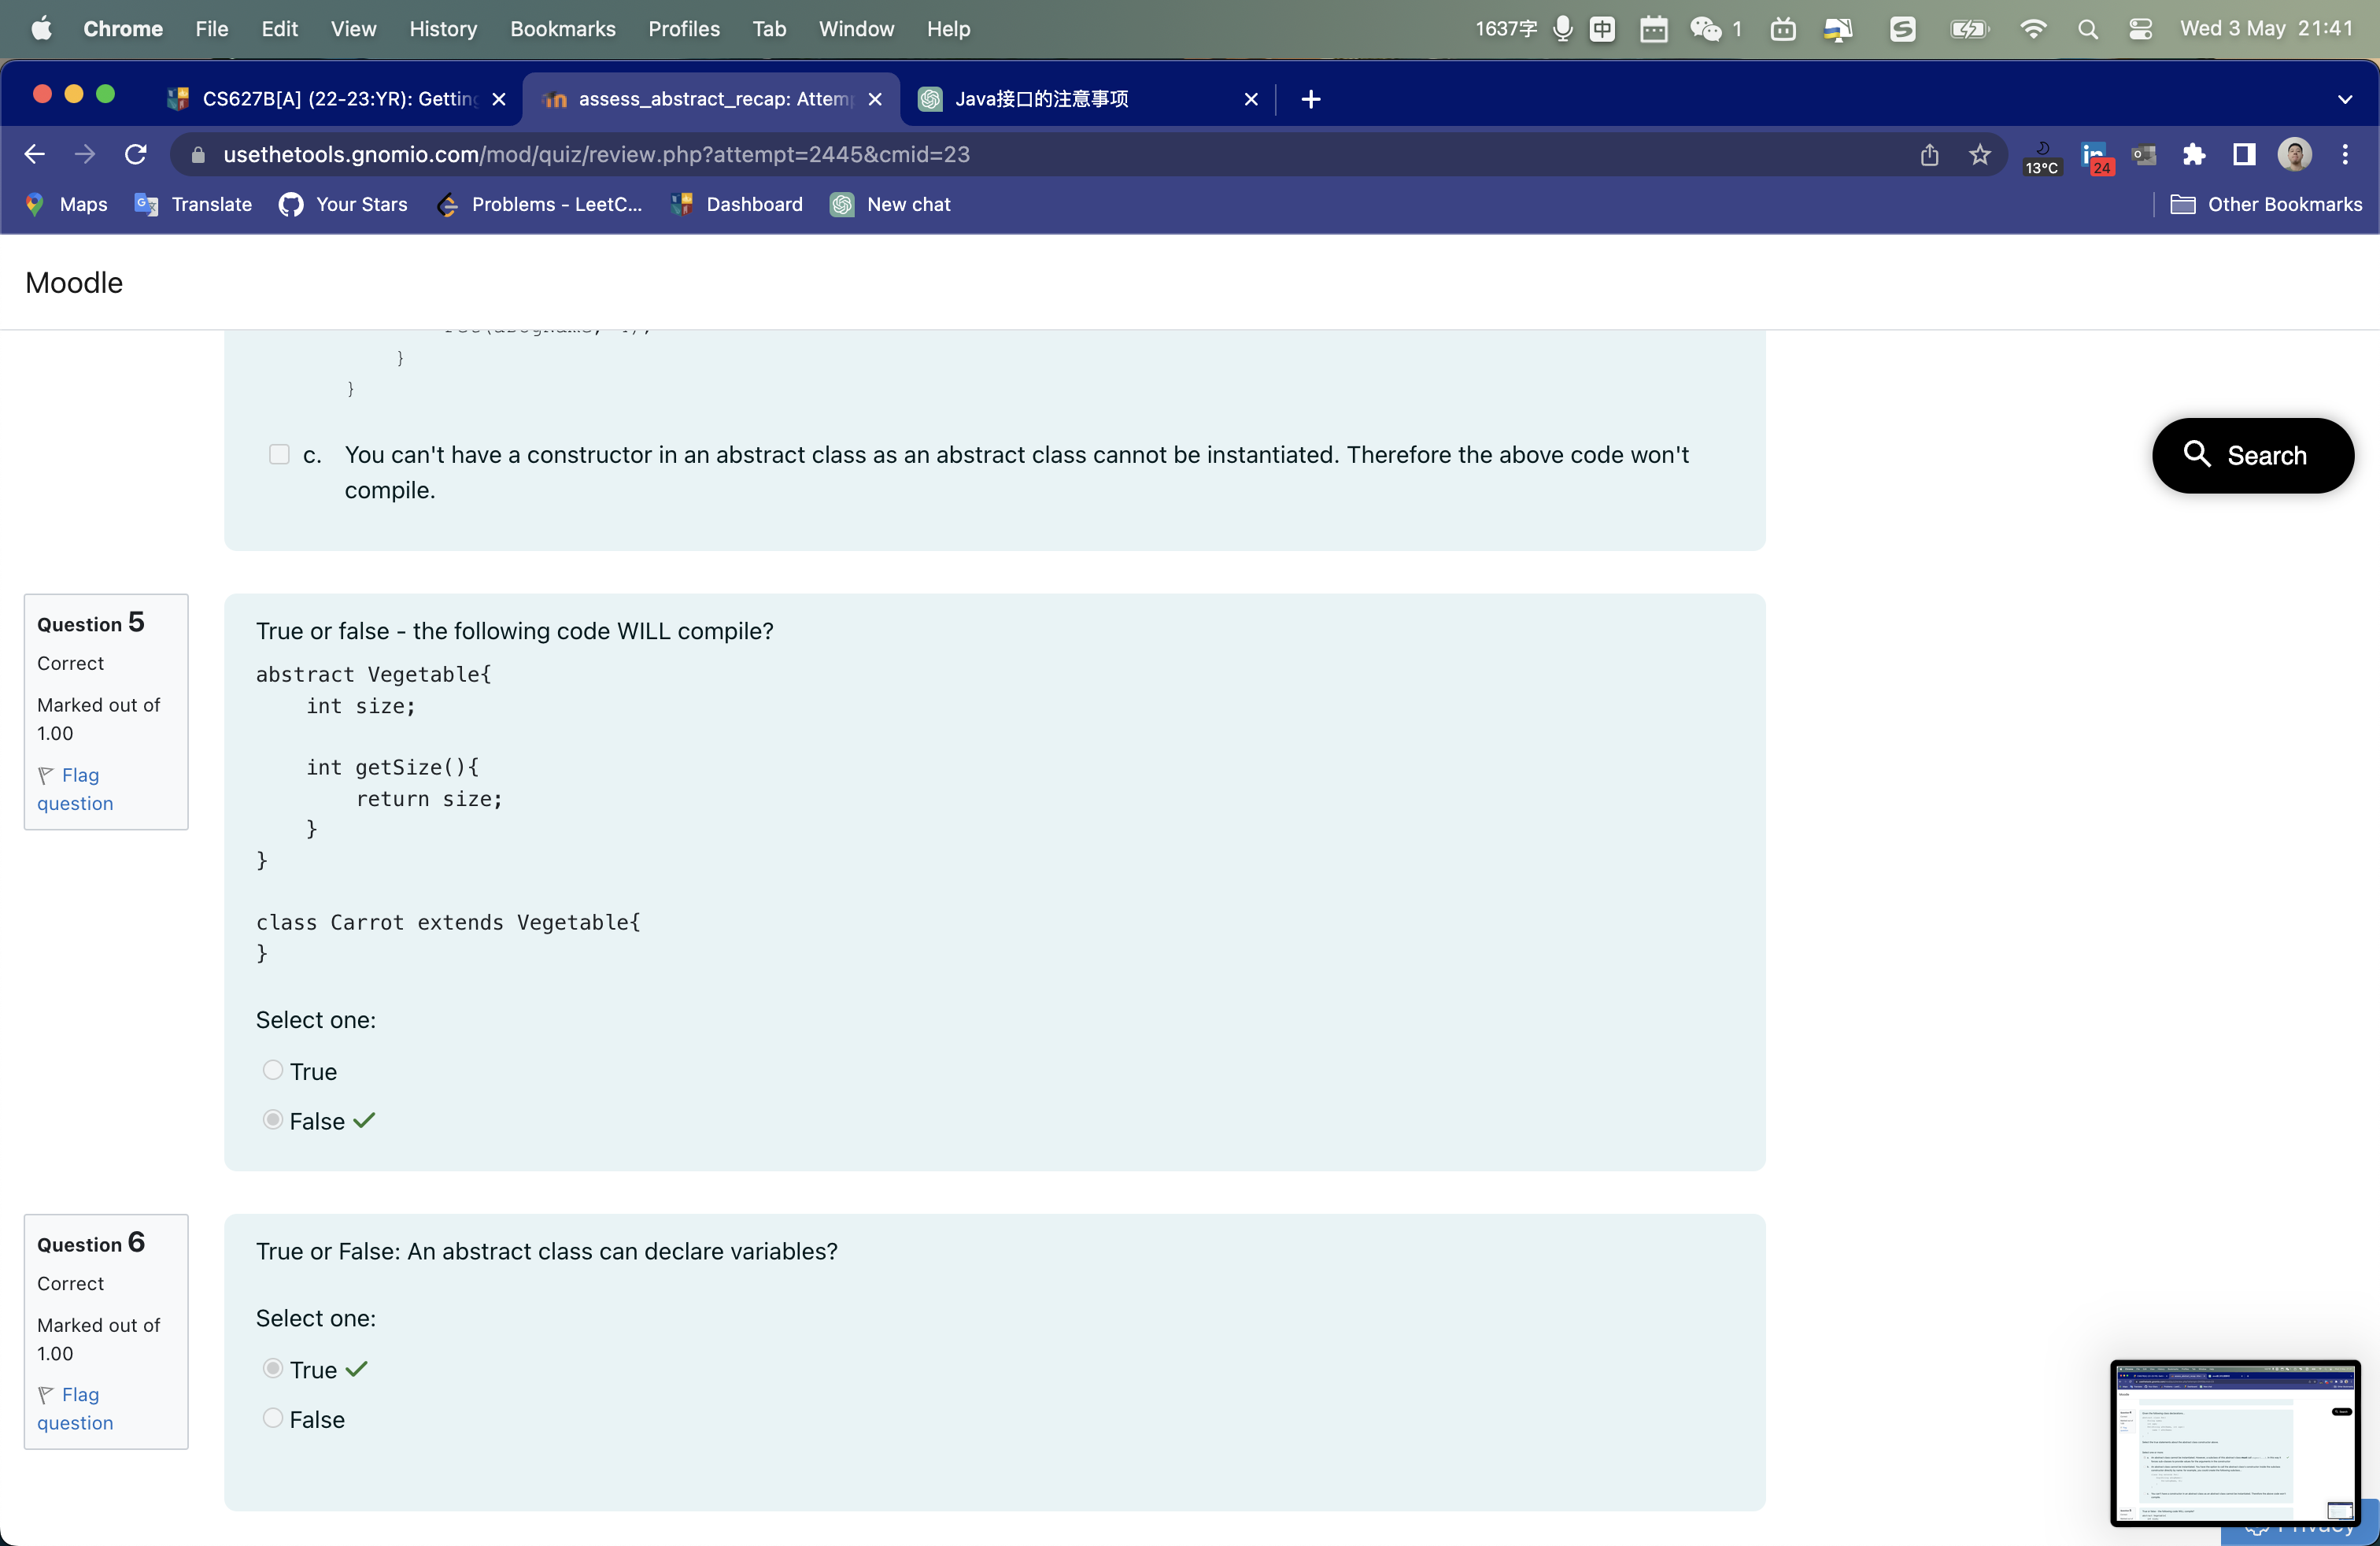 Chrome File Edit View History Bookmarks Profiles Tab Window Help 1637字 中 1 Wed 3 May 21:41
CS627B[A] (22-23:YR): Getting assess_abstract_recap: Attemp Java接口的注意事项
usethetools.gnomio.com/mod/quiz/review.php?attempt=2445&cmid=23 13°C 24
Maps Translate Your Stars Problems - LeetC... Dashboard New chat Other Bookmarks
Moodle
}
}
c. You can't have a constructor in an abstract class as an abstract class cannot be instantiated. Therefore the above code won't
compile.
Search
Question 5
Correct
Marked out of
1.00
Flag
question
True or false - the following code WILL compile?
abstract Vegetable{
int size;
int getSize(){
return size;
}
}
class Carrot extends Vegetable{
}
Select one:
True
False
Question 6
Correct
Marked out of
1.00
Flag
question
True or False: An abstract class can declare variables?
Select one:
True
False
Privacy